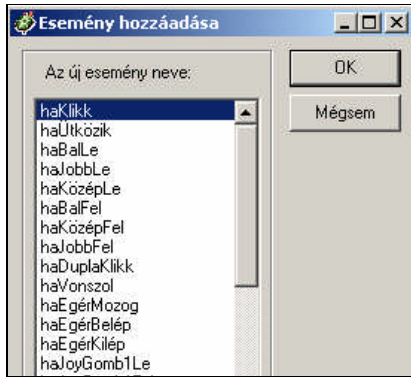 Esemény hozzáadása
Az új esemény neve:
OK
Mégsem
haKlikk
haÜtközik
haBalLe
haJobbLe
haKözépLe
haBalFel
haKözépFel
haJobbFel
haDuplaKlikk
haVonszol
haEgérMozog
haEgérBelép
haEgérKilép
haJoyGomb1Le